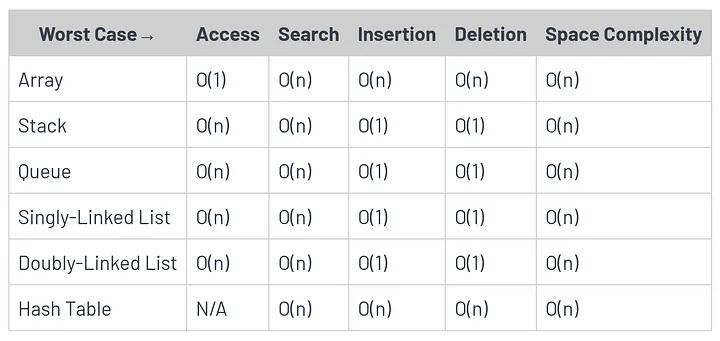 Worst Case→ Access Search Insertion Deletion Space Complexity
Array O(1) O(n) O(n) O(n) O(n)
Stack O(n) O(n) O(1) O(1) O(n)
Queue O(n) O(n) O(1) O(1) O(n)
Singly-Linked List O(n) O(n) O(1) O(1) O(n)
Doubly-Linked List O(n) O(n) O(1) O(1) O(n)
Hash Table N/A O(n) O(n) O(n) O(n)